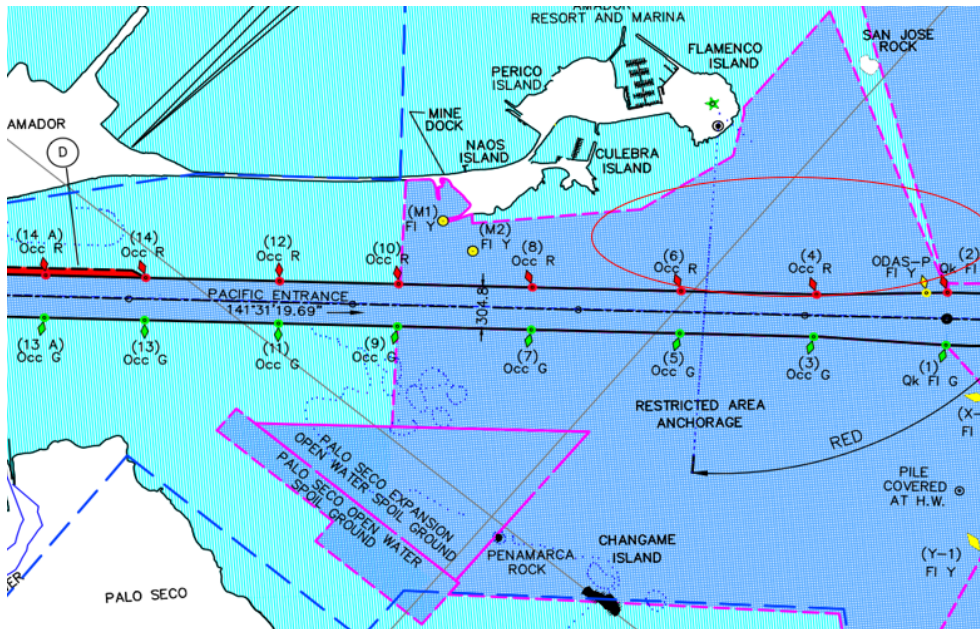 AMADOR
RESORT AND MARINA
FLAMENCO
ISLAND
SAN JOSE
ROCK
PERICO
ISLAND
MINE
DOCK
AMADOR
D
NAOS
ISLAND
CULEBRA
ISLAND
(M1)
Fl Y
(M2)
Fl Y
(14 A)
Occ R
(14)
Occ R
(12)
Occ R
(10)
Occ R
(8)
Occ R
(6)
Occ R
(4)
Occ R
ODAS-P
Fl Y
(2)
Qk Fl
PACIFIC ENTRANCE
141°31'19.69"
304.8
(13 A)
Occ G
(13)
Occ G
(11)
Occ G
(9)
Occ G
(7)
Occ G
(5)
Occ G
(3)
Occ G
(1)
Qk Fl G
RESTRICTED AREA
ANCHORAGE
RED
(X-
Fl
PALO SECO EXPANSION
OPEN WATER SPOIL GROUND
PALO SECO OPEN WATER
SPOIL GROUND
PILE
COVERED
AT H.W.
PENAMARCA
ROCK
CHANGAME
ISLAND
(Y-1)
Fl Y
PALO SECO